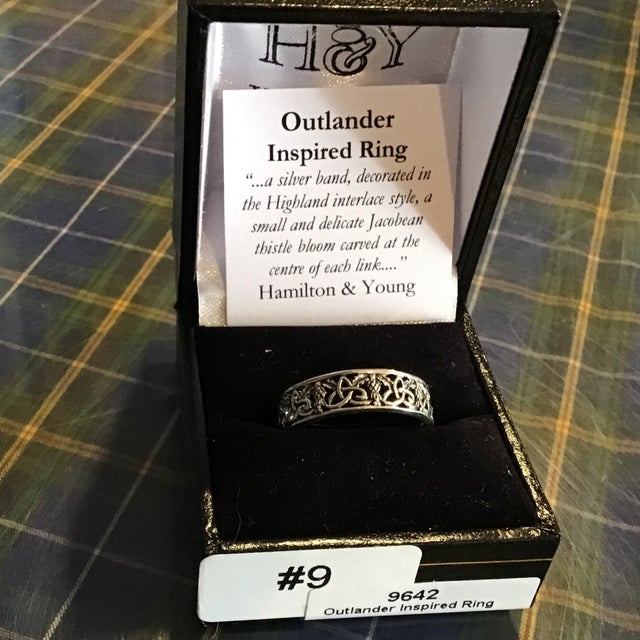 H&Y
Outlander
Inspired Ring
“...a silver band, decorated in
the Highland interlace style, a
small and delicate Jacobean
thistle bloom carved at the
centre of each link....”
Hamilton & Young
#9
9642
Outlander Inspired Ring